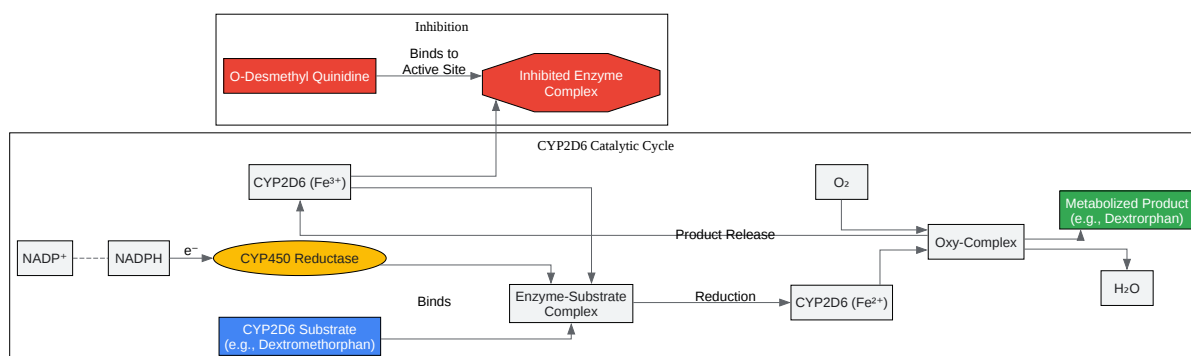 Inhibition
O-Desmethyl Quinidine
Binds to
Active Site
Inhibited Enzyme
Complex
CYP2D6 Catalytic Cycle
CYP2D6 (Fe³⁺)
O₂
Metabolized Product
(e.g., Dextrorphan)
Product Release
Oxy-Complex
NADP⁺
NADPH
e⁻
CYP450 Reductase
H₂O
Binds
Enzyme-Substrate
Complex
Reduction
CYP2D6 (Fe²⁺)
CYP2D6 Substrate
(e.g., Dextromethorphan)